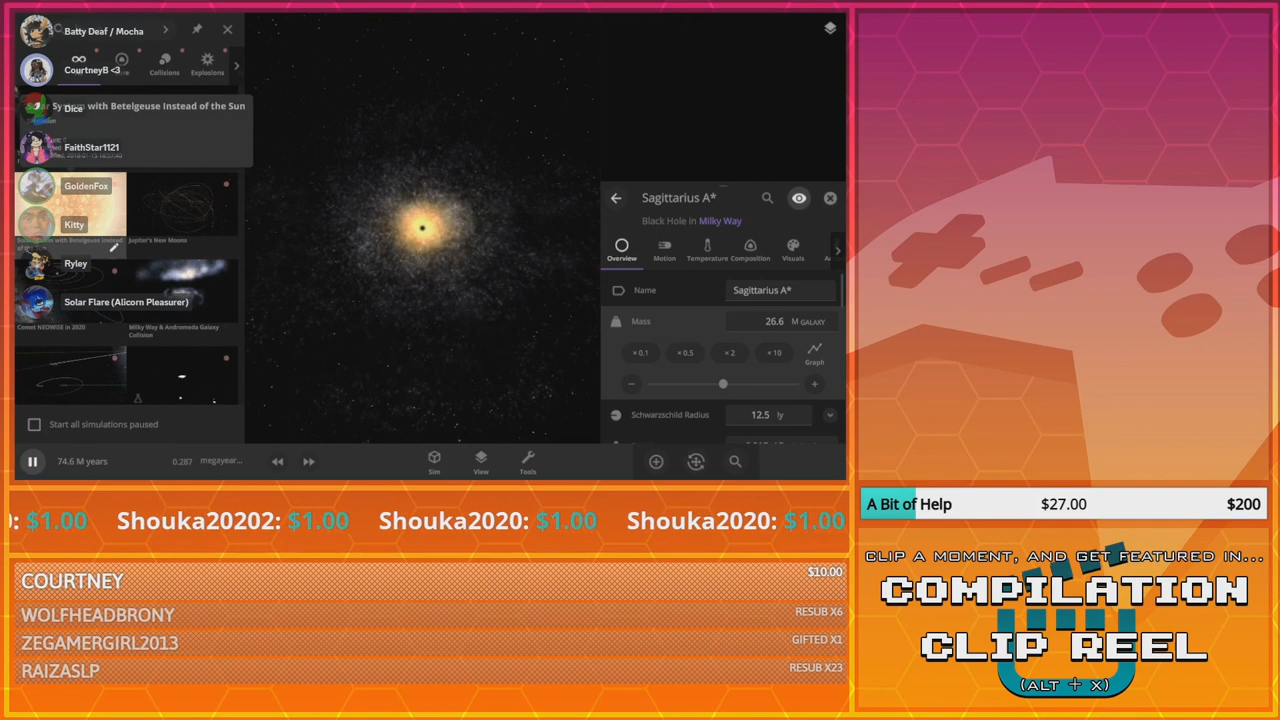 Batty Deaf / Mocha
CourtneyB <3
Collisions
Explosions
Solar System with Betelgeuse Instead of the Sun
Dice
FaithStar1121
GoldenFox
Kitty
Jupiter's New Moons
Ryley
Solar Flare (Alicorn Pleasurer)
Comet NEOWISE in 2020
Milky Way & Andromeda Galaxy
Collision
Start all simulations paused
74.6 M years
0.287 megayear...
Sim
View
Tools
Sagittarius A*
Black Hole in Milky Way
Overview
Motion
Temperature
Composition
Visuals
Name
Sagittarius A*
Mass
26.6 M GALAXY
× 0.1
× 0.5
× 2
× 10
Graph
Schwarzschild Radius
12.5 ly
: $1.00 Shouka20202: $1.00 Shouka2020: $1.00 Shouka2020: $1.00
COURTNEY $10.00
WOLFHEADBRONY RESUB X6
ZEGAMERGIRL2013 GIFTED X1
RAIZASLP RESUB X23
A Bit of Help $27.00 $200
CLIP A MOMENT, AND GET FEATURED IN...
COMPILATION
CLIP REEL
(ALT + X)